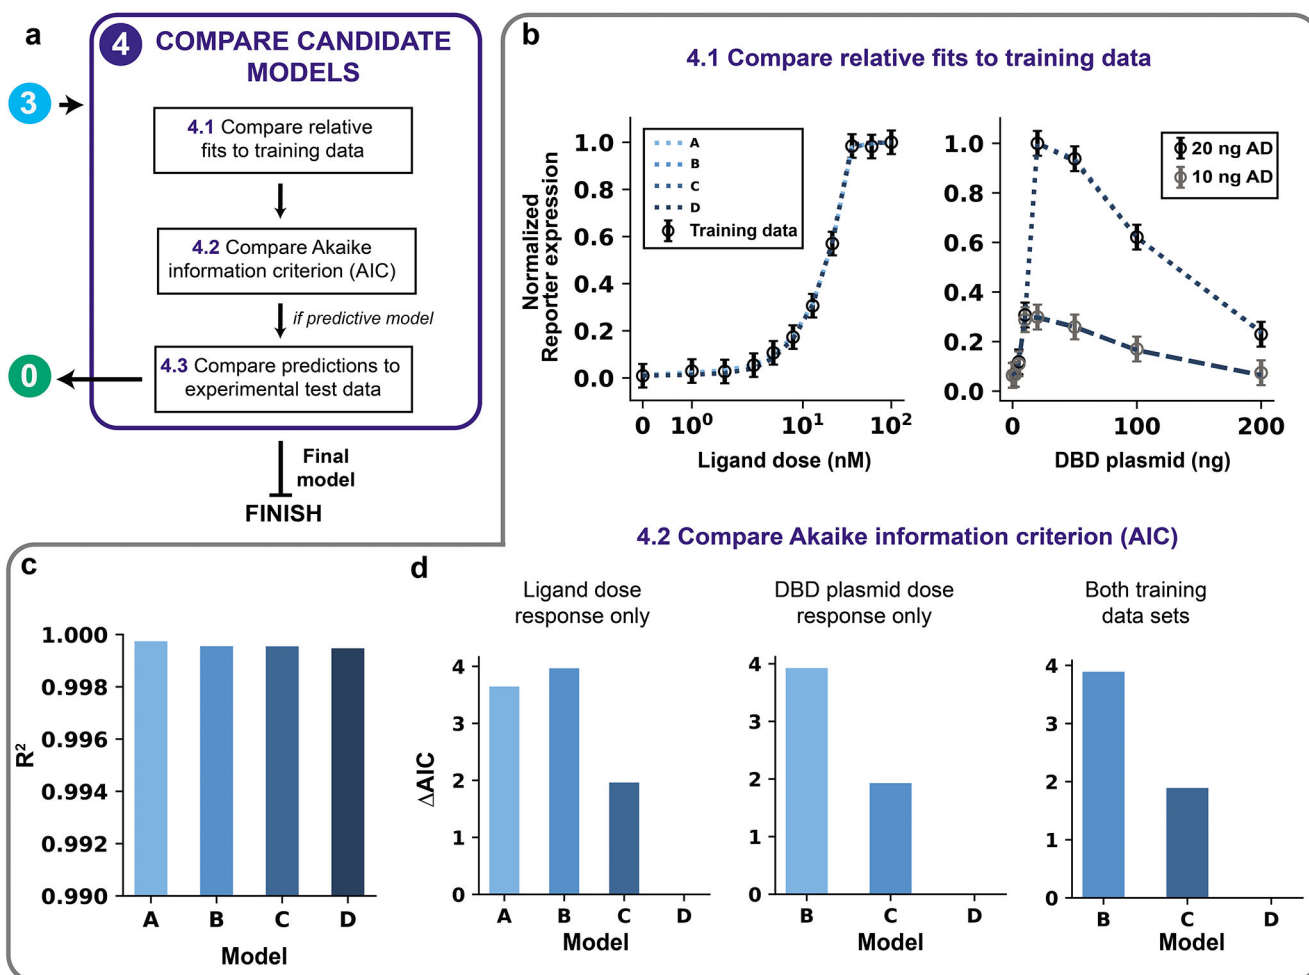 a
3
4
COMPARE CANDIDATE
MODELS
4.1 Compare relative
fits to training data
4.2 Compare Akaike
information criterion (AIC)
if predictive model
0
4.3 Compare predictions to
experimental test data
Final
model
FINISH
b
4.1 Compare relative fits to training data
Normalized
Reporter expression
1.0
0.8
0.6
0.4
0.2
0.0
A
B
C
D
Training data
0
10⁰
10¹
10²
Ligand dose (nM)
1.0
0.8
0.6
0.4
0.2
0.0
20 ng AD
10 ng AD
0
100
200
DBD plasmid (ng)
c
R²
1.000
0.998
0.996
0.994
0.992
0.990
A
B
C
D
Model
4.2 Compare Akaike information criterion (AIC)
d
Ligand dose
response only
ΔAIC
4
3
2
1
0
A
B
C
D
Model
DBD plasmid dose
response only
4
3
2
1
0
B
C
D
Model
Both training
data sets
4
3
2
1
0
B
C
D
Model